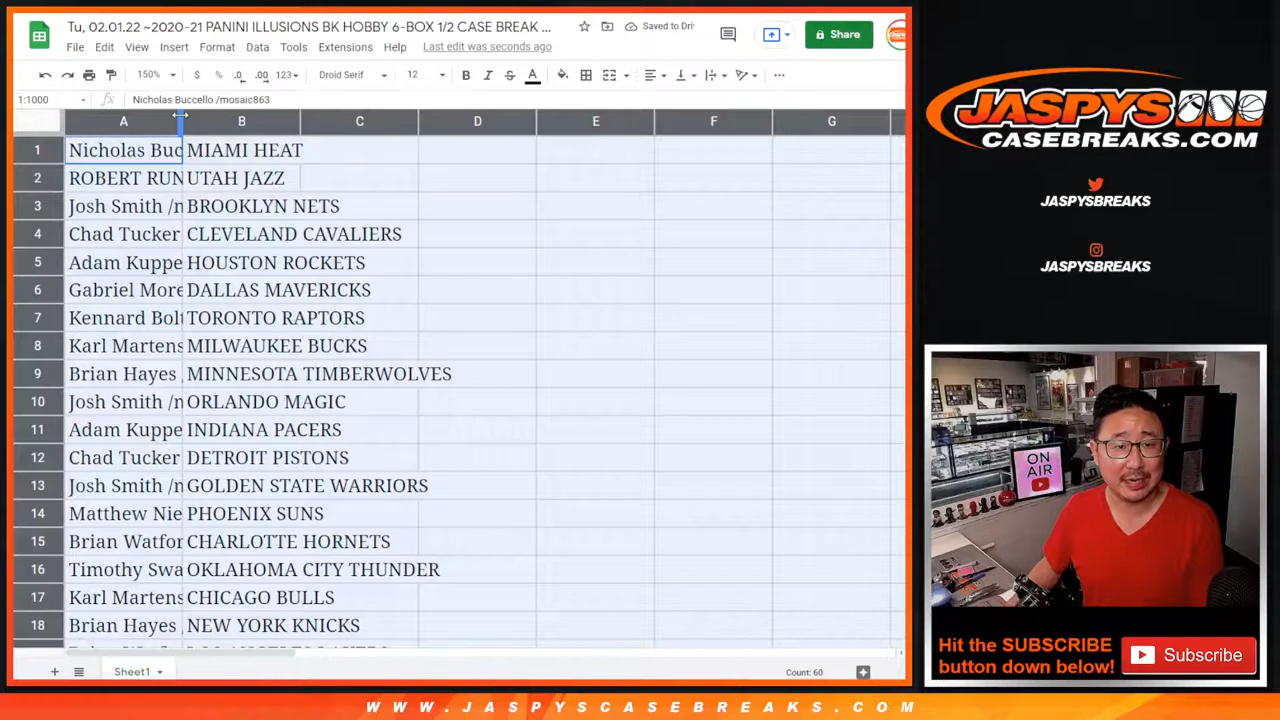 Tu, 02.01.22 ~2020-21 PANINI ILLUSIONS BK HOBBY 6-BOX 1/2 CASE BREAK ...
Saved to Dri
File Edit View Insert Format Data Tools Extensions Help Last edit was seconds ago
Share
150% $ % .0 .00 123 Droid Serif 12 B I S A
1:1000 fx Nicholas Buccello /mosaic863
A B C D E F G
1 Nicholas Buc MIAMI HEAT
2 ROBERT RUN UTAH JAZZ
3 Josh Smith /n BROOKLYN NETS
4 Chad Tucker CLEVELAND CAVALIERS
5 Adam Kuppe HOUSTON ROCKETS
6 Gabriel More DALLAS MAVERICKS
7 Kennard Bolt TORONTO RAPTORS
8 Karl Martens MILWAUKEE BUCKS
9 Brian Hayes MINNESOTA TIMBERWOLVES
10 Josh Smith /n ORLANDO MAGIC
11 Adam Kuppe INDIANA PACERS
12 Chad Tucker DETROIT PISTONS
13 Josh Smith /n GOLDEN STATE WARRIORS
14 Matthew Nie PHOENIX SUNS
15 Brian Watfor CHARLOTTE HORNETS
16 Timothy Swa OKLAHOMA CITY THUNDER
17 Karl Martens CHICAGO BULLS
18 Brian Hayes NEW YORK KNICKS
Sheet1
Count: 60
JASPYS
CASEBREAKS.COM
JASPYSBREAKS
JASPYSBREAKS
ON
AIR
Hit the SUBSCRIBE
button down below!
Subscribe
WWW.JASPYSCASEBREAKS.COM